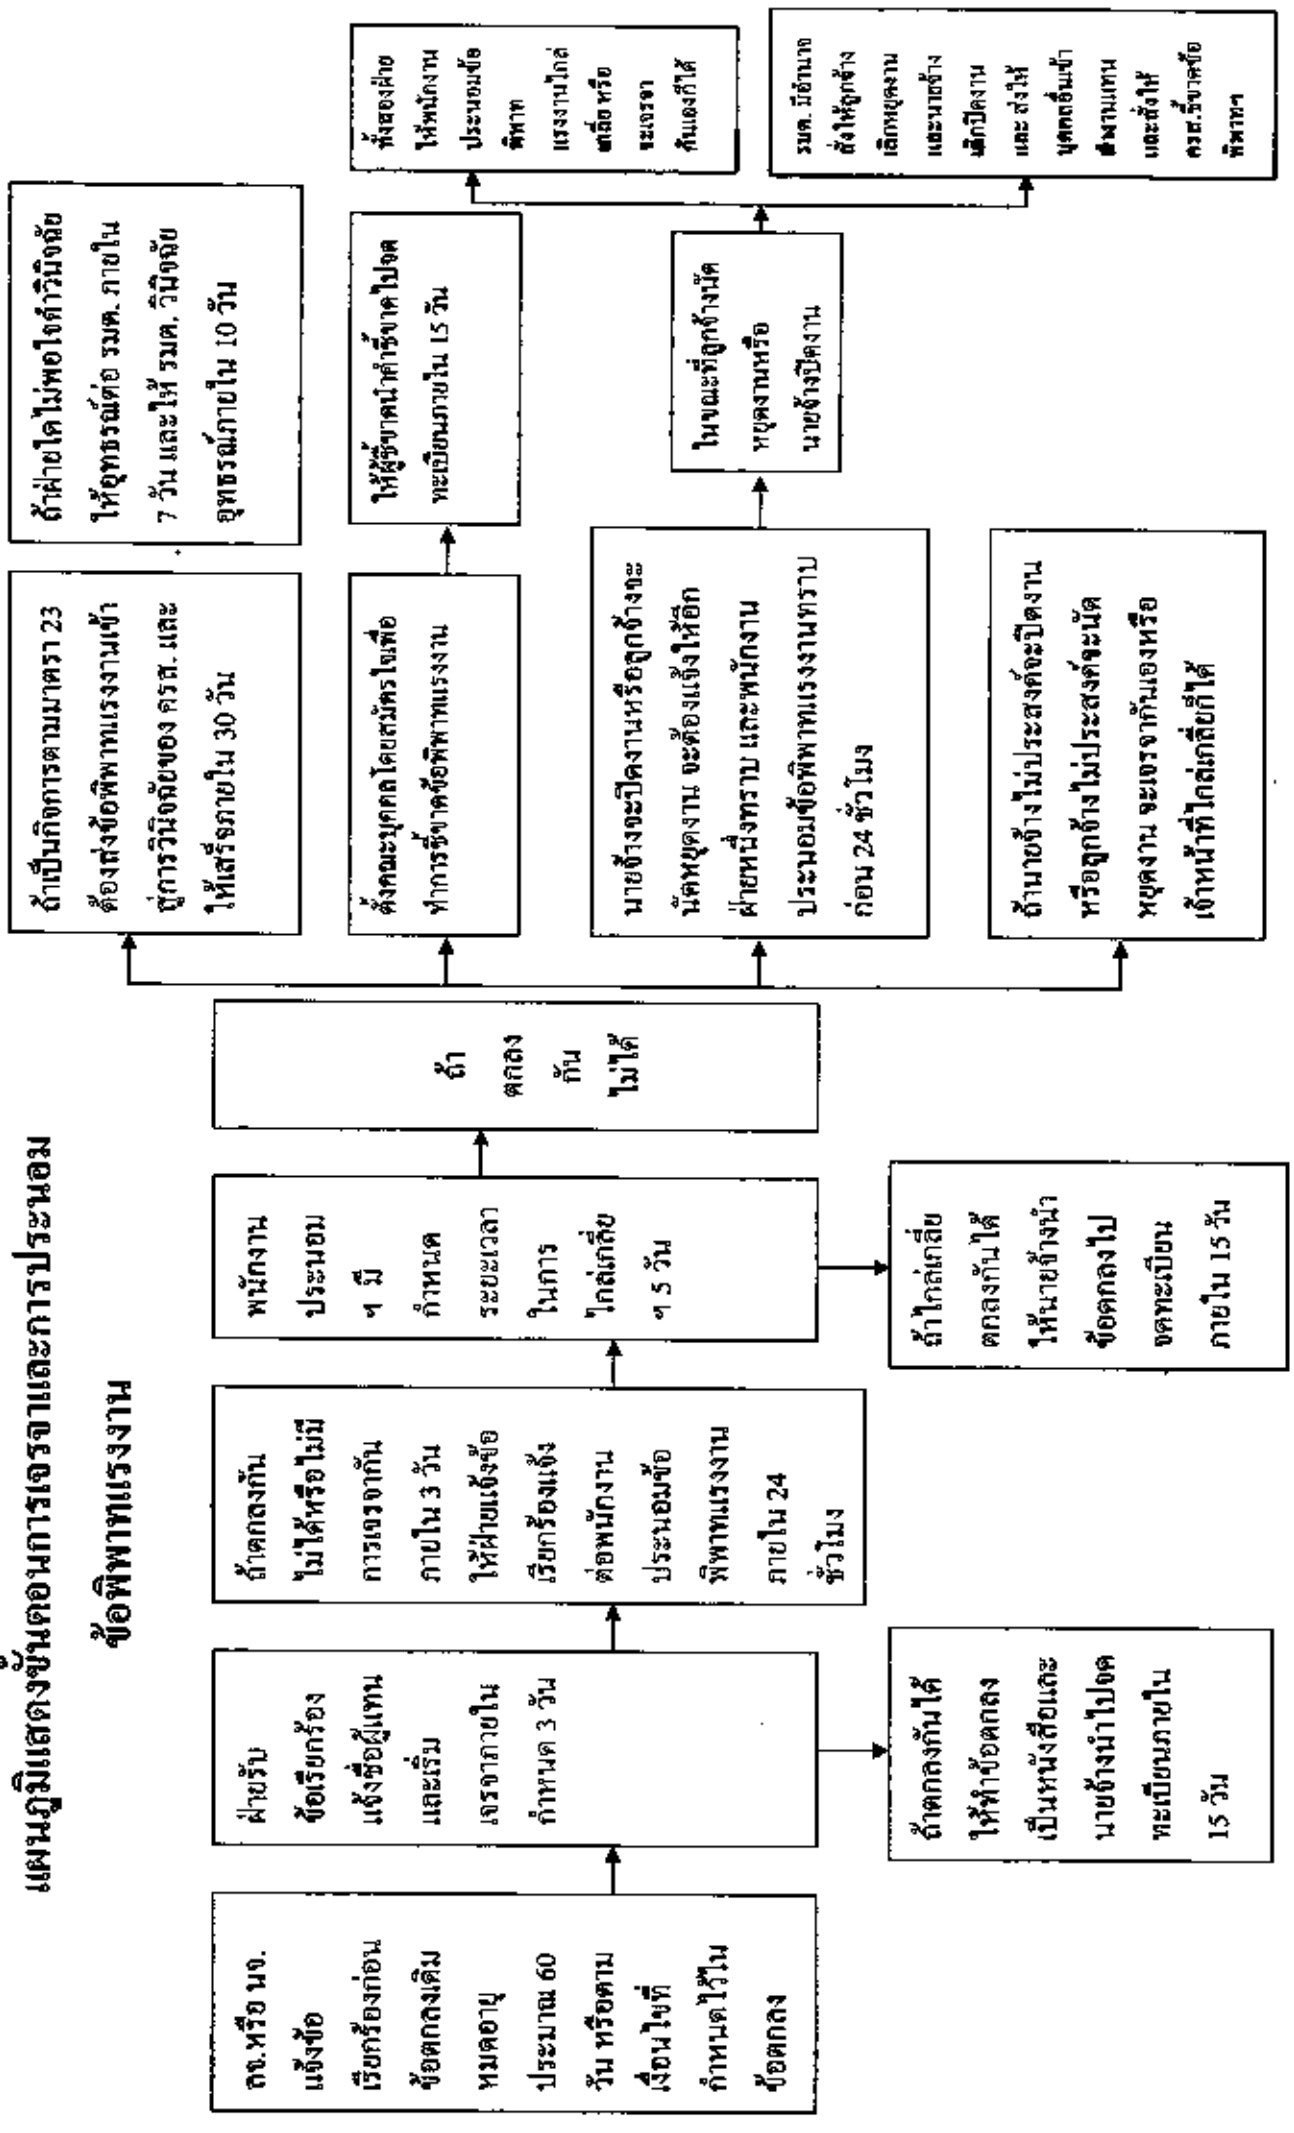 แผนภูมิแสดงขั้นตอนการเจรจาและการประนอม
ข้อพิพาทแรงงาน
ลจ.หรือ นจ.
แจ้งข้อ
เรียกร้องก่อน
ข้อตกลงเดิม
หมดอายุ
ประมาณ 60
วัน หรือตาม
เงื่อนไขที่
กำหนดไว้ใน
ข้อตกลง
ฝ่ายรับ
ข้อเรียกร้อง
แจ้งชื่อผู้แทน
และเริ่ม
เจรจาภายใน
กำหนด 3 วัน
ถ้าตกลงกันได้
ให้ทำข้อตกลง
เป็นหนังสือและ
นายจ้างนำไปจด
ทะเบียนภายใน
15 วัน
ถ้าตกลงกัน
ไม่ได้หรือไม่มี
การเจรจากัน
ภายใน 3 วัน
ให้ฝ่ายแจ้งข้อ
เรียกร้องแจ้ง
ต่อพนักงาน
ประนอมข้อ
พิพาทแรงงาน
ภายใน 24
ชั่วโมง
พนักงาน
ประนอม
ฯ มี
กำหนด
ระยะเวลา
ในการ
ไกล่เกลี่ย
ฯ 5 วัน
ถ้าไกล่เกลี่ย
ตกลงกันได้
ให้นายจ้างนำ
ข้อตกลงไป
จดทะเบียน
ภายใน 15 วัน
ถ้า
ตกลง
กัน
ไม่ได้
ถ้าเป็นกิจการตามมาตรา 23
ต้องส่งข้อพิพาทแรงงานเข้า
สู่การวินิจฉัยของ ครส. และ
ให้เสร็จภายใน 30 วัน
ถ้าฝ่ายใดไม่พอใจคำวินิจฉัย
ให้อุทธรณ์ต่อ รมต. ภายใน
7 วัน และให้ รมต. วินิจฉัย
อุทธรณ์ภายใน 10 วัน
ตั้งคณะบุคคลโดยสมัครใจเพื่อ
ทำการชี้ขาดข้อพิพาทแรงงาน
ให้ผู้ชี้ขาดนำคำชี้ขาดไปจด
ทะเบียนภายใน 15 วัน
นายจ้างจะปิดงานหรือลูกจ้างจะ
นัดหยุดงาน จะต้องแจ้งให้อีก
ฝ่ายหนึ่งทราบ และพนักงาน
ประนอมข้อพิพาทแรงงานทราบ
ก่อน 24 ชั่วโมง
ในขณะที่ลูกจ้างนัด
หยุดงานหรือ
นายจ้างปิดงาน
ทั้งสองฝ่าย
ให้พนักงาน
ประนอมข้อ
พิพาท
แรงงานไกล่
เกลี่ย หรือ
จะเจรจา
กันเองก็ได้
รมต. มีอำนาจ
สั่งให้ลูกจ้าง
เลิกหยุดงาน
และนายจ้าง
เลิกปิดงาน
และ ส่งให้
บุคคลอื่นเข้า
ทำงานแทน
และสั่งให้
ครส.ชี้ขาดข้อ
พิพาทฯ
ถ้านายจ้างไม่ประสงค์จะปิดงาน
หรือลูกจ้างไม่ประสงค์จะนัด
หยุดงาน จะเจรจากันเองหรือ
เจ้าหน้าที่ไกล่เกลี่ยก็ได้